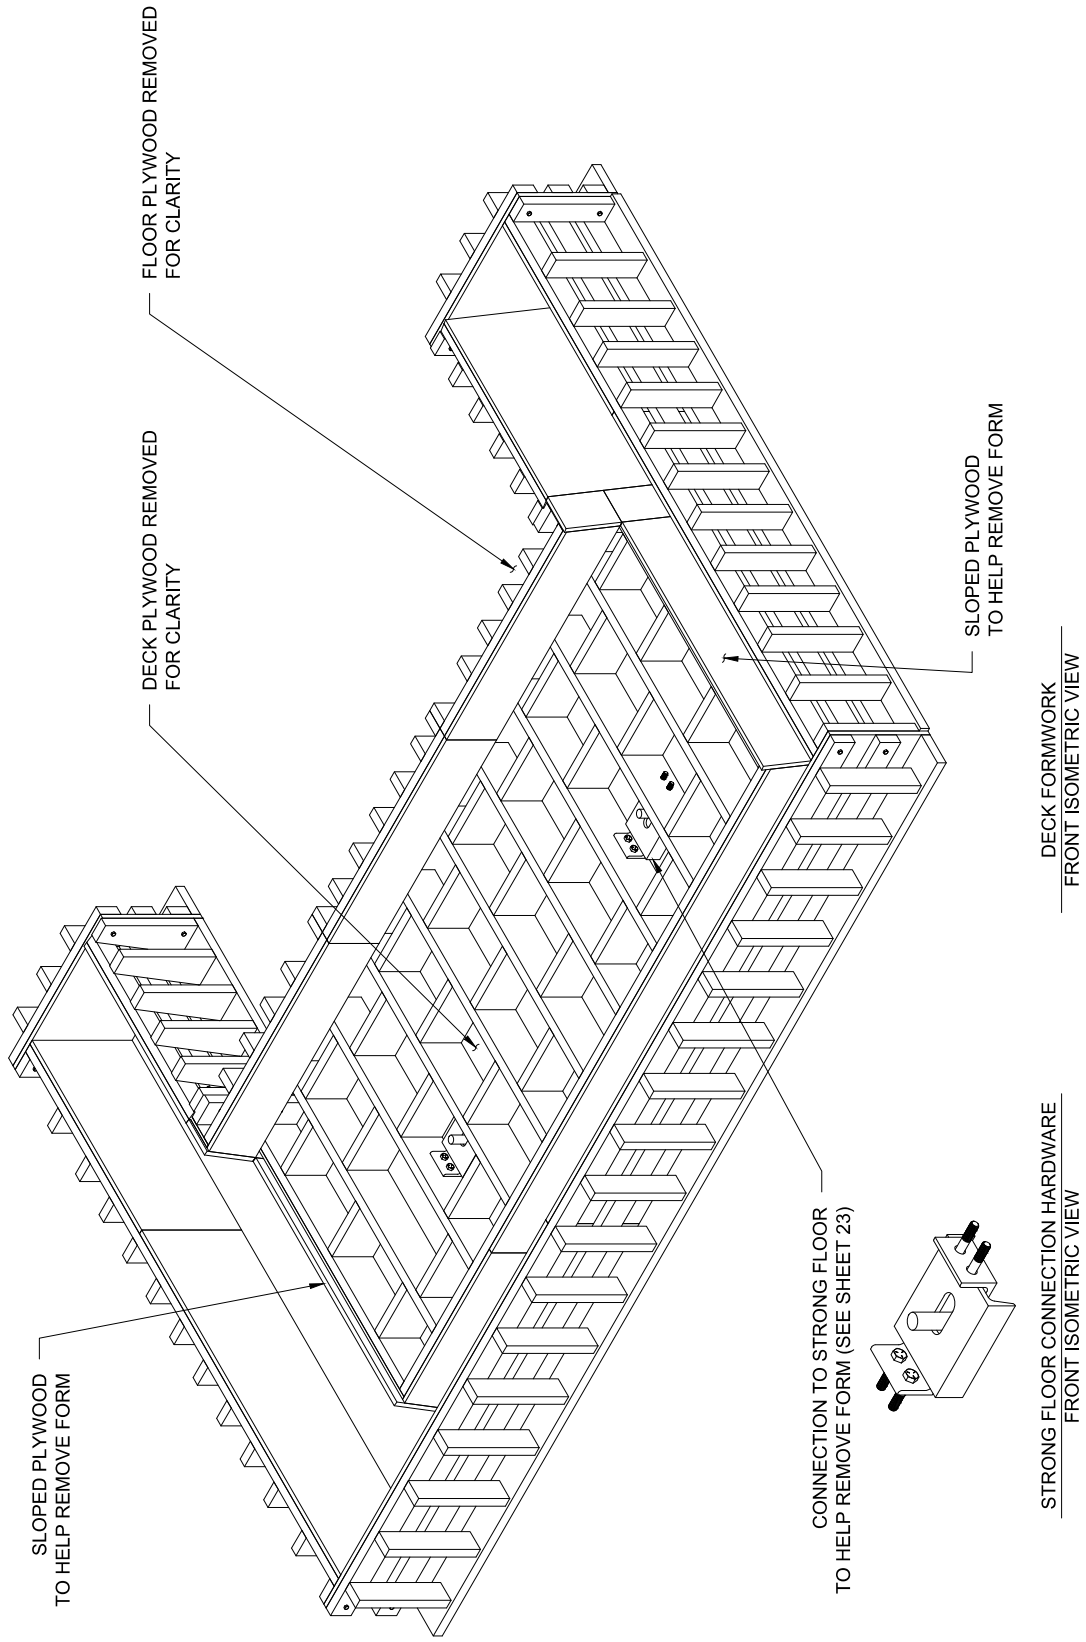 SLOPED PLYWOOD
TO HELP REMOVE FORM
DECK PLYWOOD REMOVED
FOR CLARITY
FLOOR PLYWOOD REMOVED
FOR CLARITY
CONNECTION TO STRONG FLOOR
TO HELP REMOVE FORM (SEE SHEET 23)
SLOPED PLYWOOD
TO HELP REMOVE FORM
STRONG FLOOR CONNECTION HARDWARE
FRONT ISOMETRIC VIEW
DECK FORMWORK
FRONT ISOMETRIC VIEW